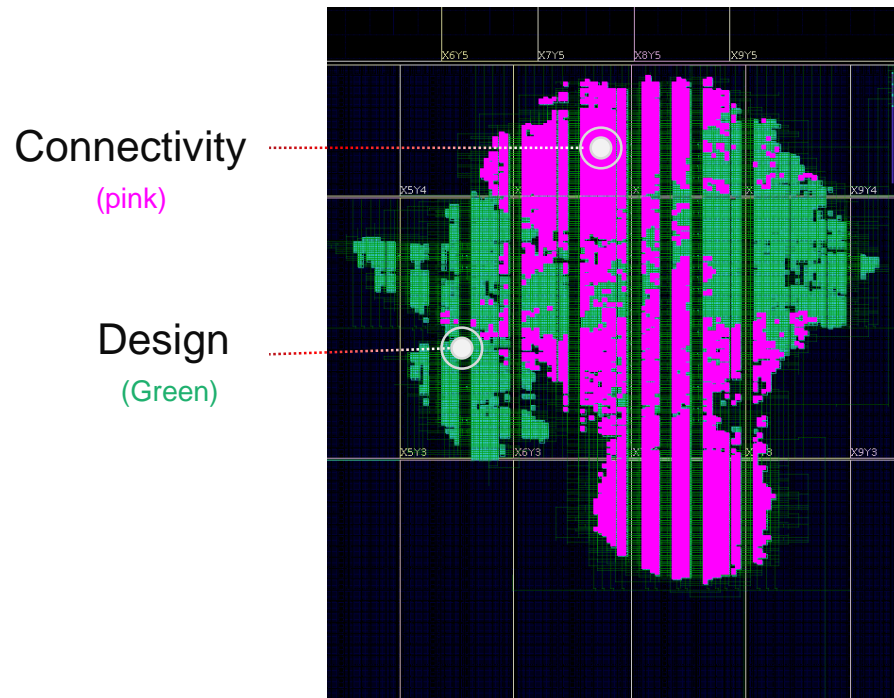 X6Y5 X7Y5 X8Y5 X9Y5
Connectivity
(pink)
X5Y4 X9Y4
Design
(Green)
X5Y3 X6Y3 X9Y3